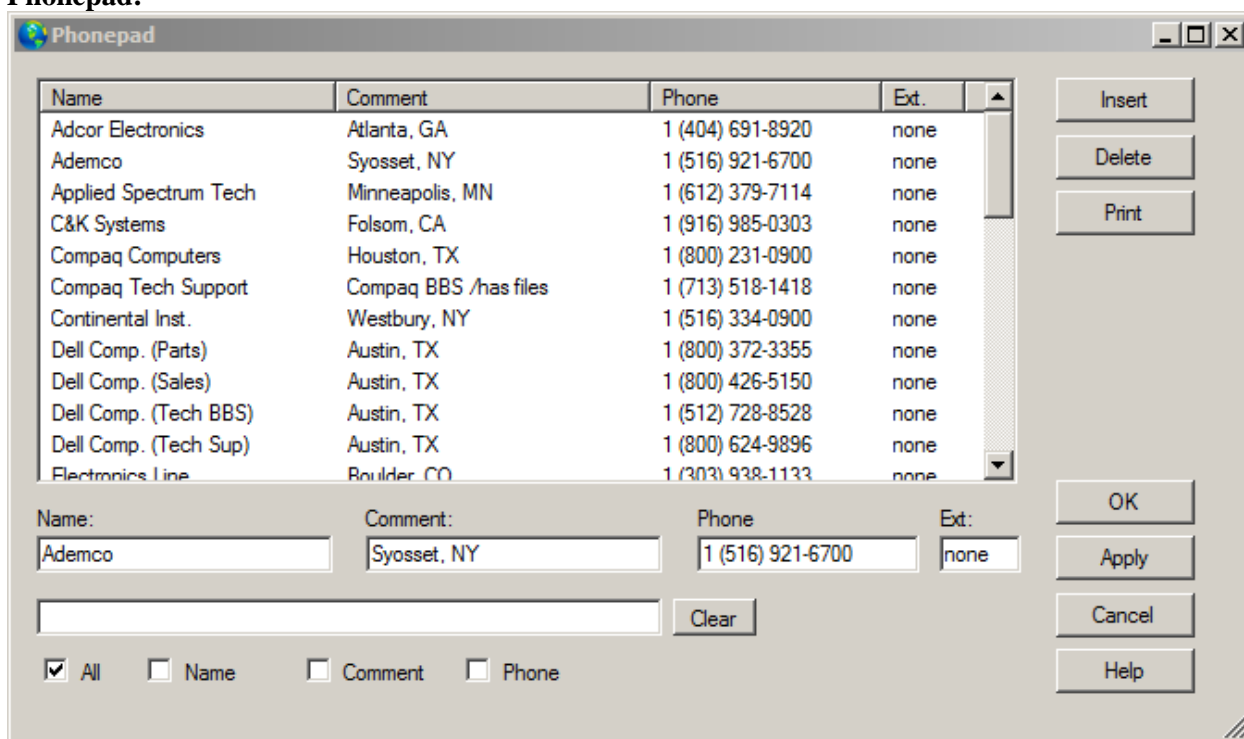 Phonepad:
Phonepad
Name Comment Phone Ext. Insert
Adcor Electronics Atlanta, GA 1 (404) 691-8920 none
Ademco Syosset, NY 1 (516) 921-6700 none Delete
Applied Spectrum Tech Minneapolis, MN 1 (612) 379-7114 none
Print
C&K Systems Folsom, CA 1 (916) 985-0303 none
Compaq Computers Houston, TX 1 (800) 231-0900 none
Compaq Tech Support Compaq BBS /has files 1 (713) 518-1418 none
Continental Inst. Westbury, NY 1 (516) 334-0900 none
Dell Comp. (Parts) Austin, TX 1 (800) 372-3355 none
Dell Comp. (Sales) Austin, TX 1 (800) 426-5150 none
Dell Comp. (Tech BBS) Austin, TX 1 (512) 728-8528 none
Dell Comp. (Tech Sup) Austin, TX 1 (800) 624-9896 none
Electronics Line Boulder, CO 1 (303) 938-1133 none
OK
Name: Comment: Phone Ext:
Ademco Syosset, NY 1 (516) 921-6700 none Apply
Clear Cancel
All Name Comment Phone Help